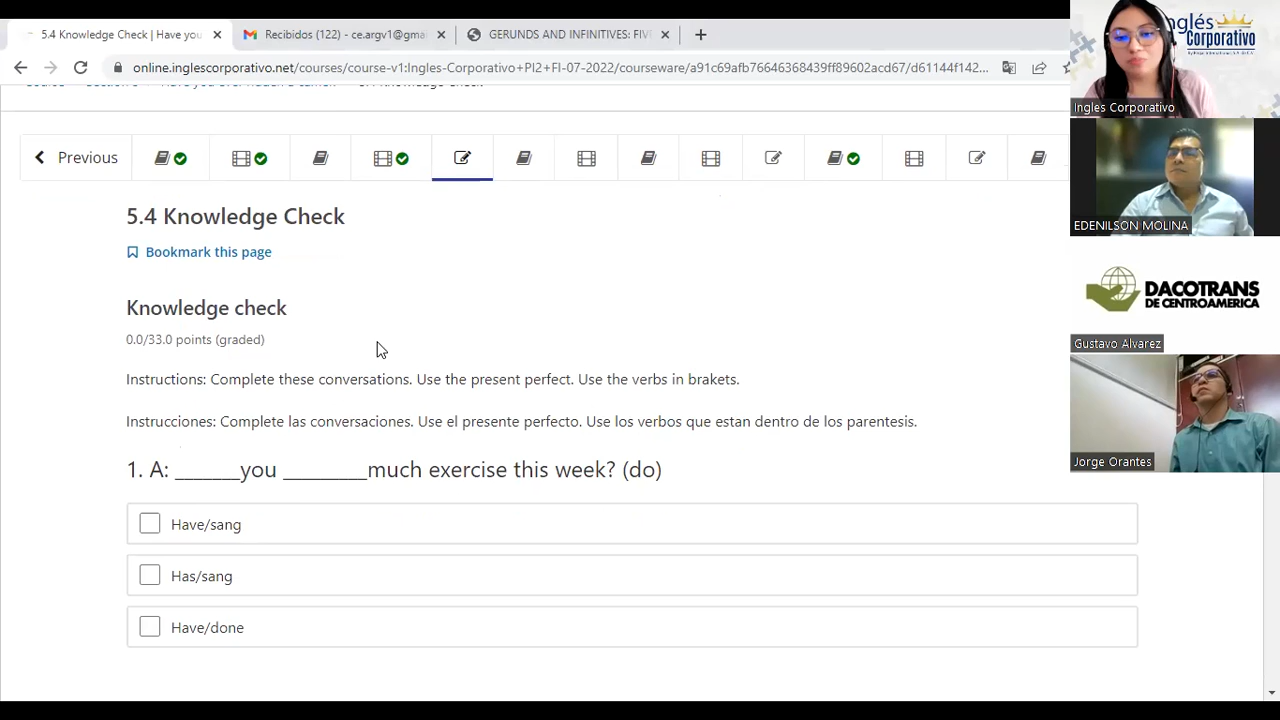 5.4 Knowledge Check | Have you
Recibidos (122) - ce.argv1@gm
GERUNDS AND INFINITIVES: FIV
online.inglescorporativo.net/courses/course-v1:Ingles-Corporativo+PI2+I-07-2022/courseware/a91c69afb76646368439ff89602acd67/d61144f142...
Previous
5.4 Knowledge Check
Bookmark this page
Knowledge check
0.0/33.0 points (graded)
Instructions: Complete these conversations. Use the present perfect. Use the verbs in brakets.
Instrucciones: Complete las conversaciones. Use el presente perfecto. Use los verbos que estan dentro de los parentesis.
1. A: _______you _________much exercise this week? (do)
Have/sang
Has/sang
Have/done
Inglés
Corporativo
Ingles Corporativo
EDENILSON MOLINA
DACOTRANS
DE CENTROAMERICA
Gustavo Alvarez
Jorge Orantes